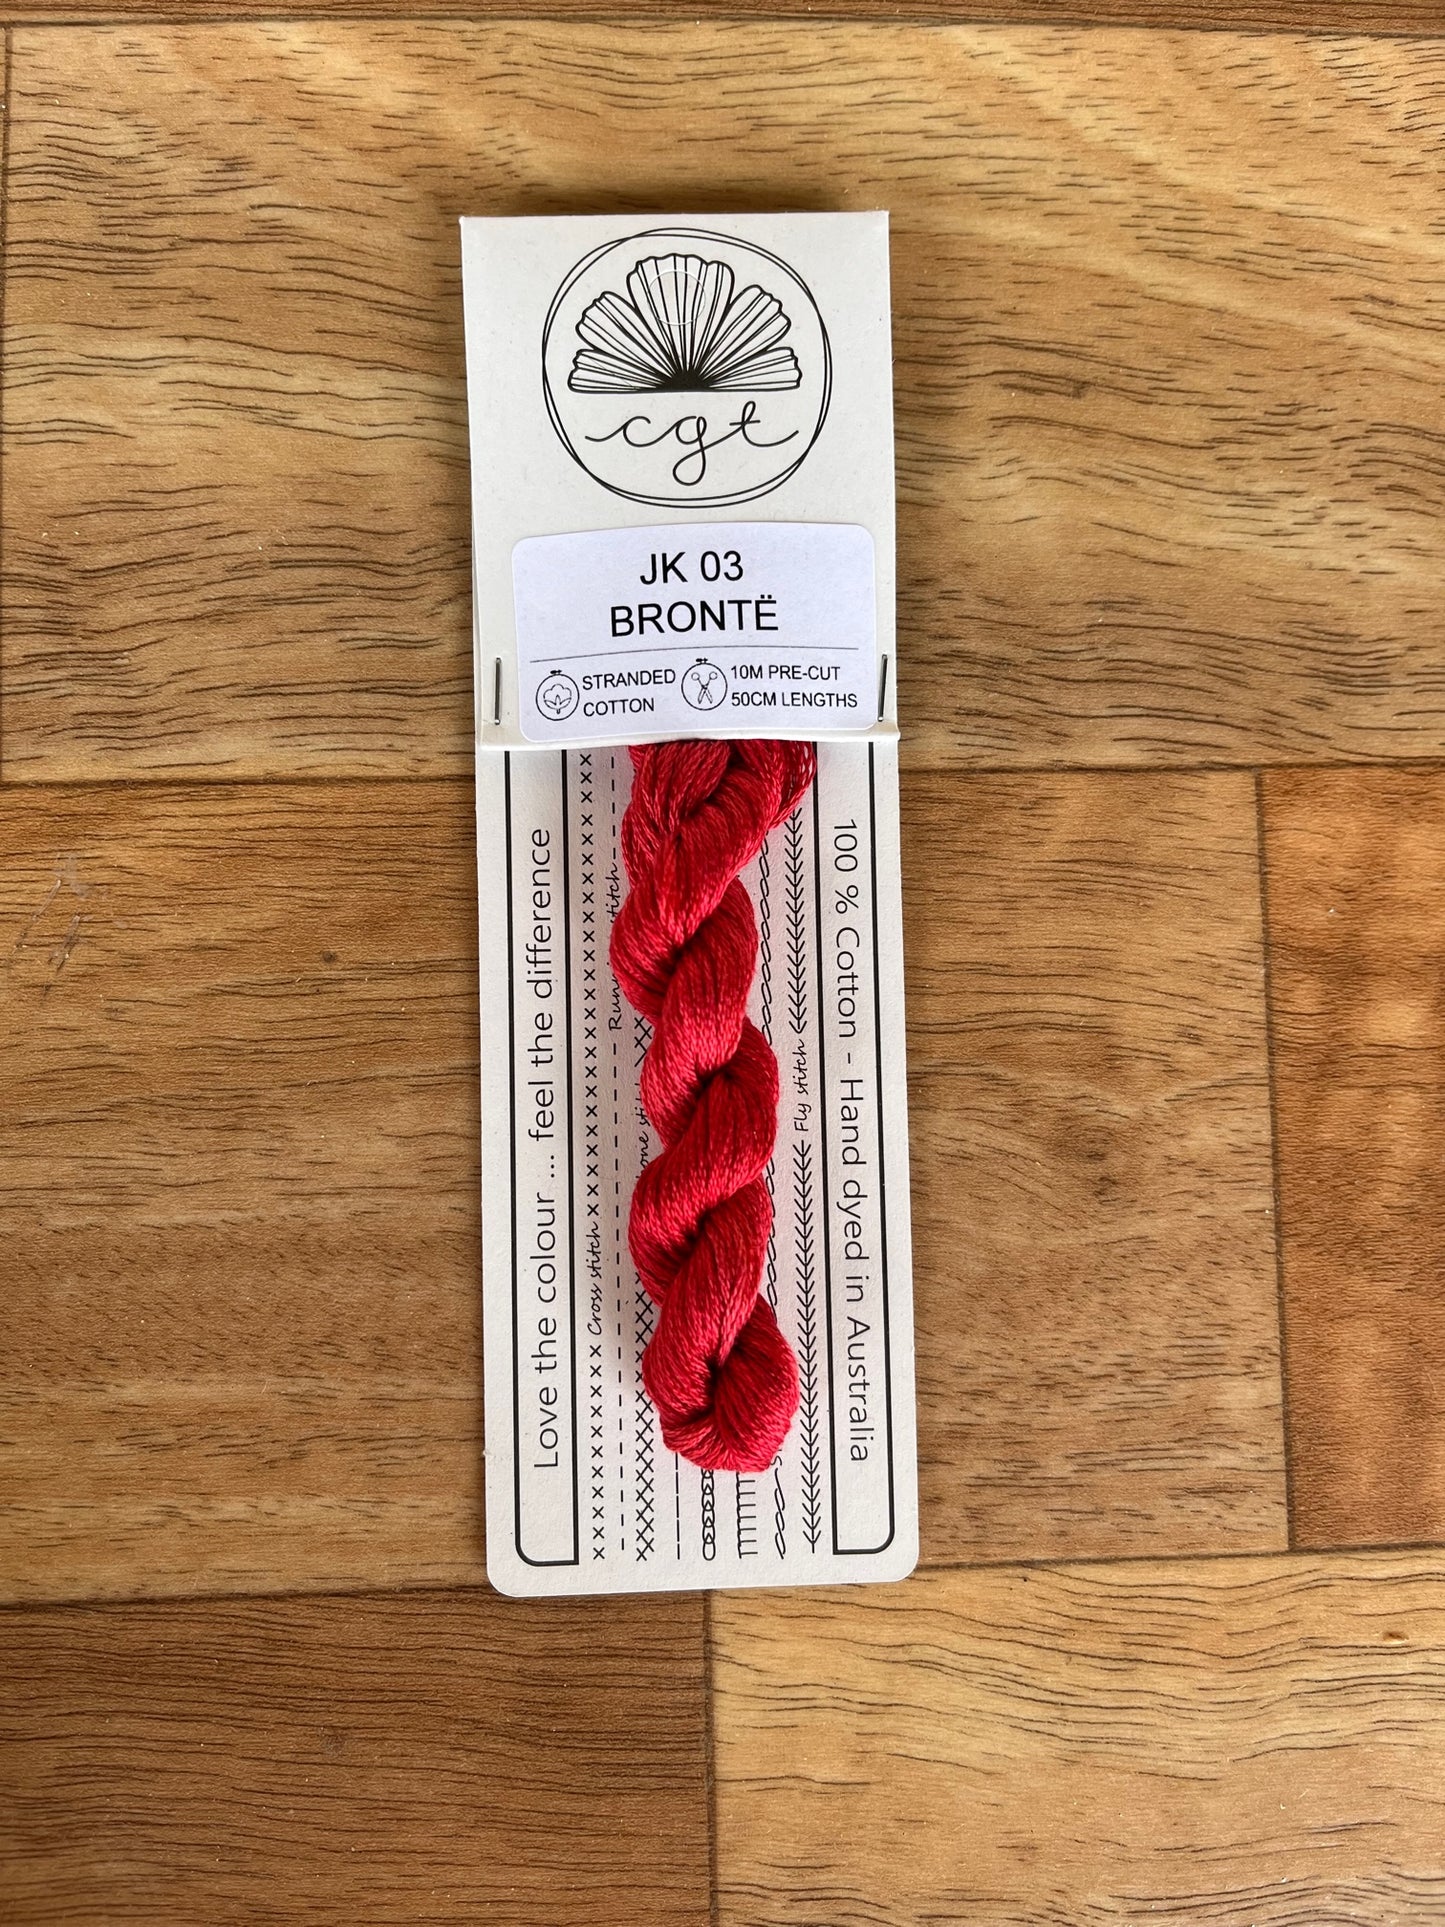 cgt
JK 03
BRONTË
STRANDED
COTTON
10M PRE-CUT
50CM LENGTHS
Love the colour ... feel the difference
Cross stitch
stitch
Fly stitch
100 % Cotton - Hand dyed in Australia